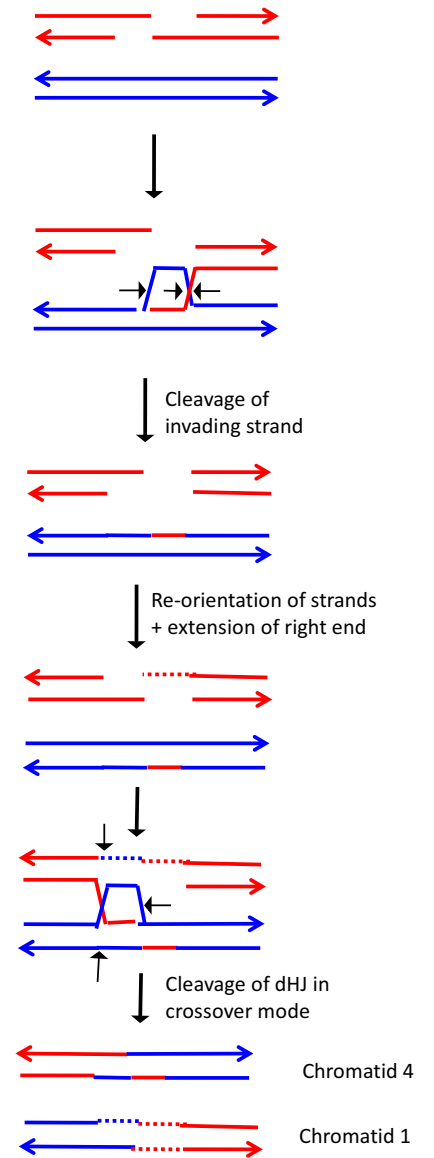 Cleavage of
invading strand
Re-orientation of strands
+ extension of right end
Cleavage of dHJ in
crossover mode
Chromatid 4
Chromatid 1